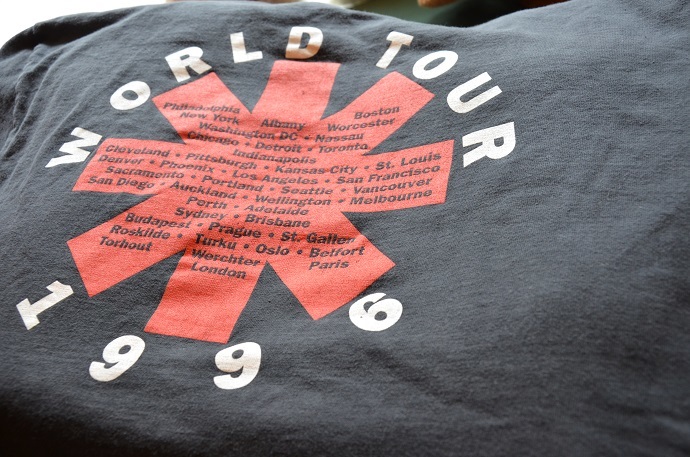 WORLD TOUR
Philadelphia
New York Albany Boston
Washington DC • Nassau Worcester
Chicago • Detroit • Toronto
Indianapolis
Cleveland • Pittsburgh • Kansas City • St. Louis
Denver • Phoenix • Los Angeles • San Francisco
Sacramento • Portland • Seattle • Vancouver
San Diego Auckland • Wellington • Melbourne
Perth • Adelaide
Sydney • Brisbane
Budapest • Prague • St. Gallen
Roskilde • Turku • Oslo • Belfort
Torhout Werchter Paris
London
1996